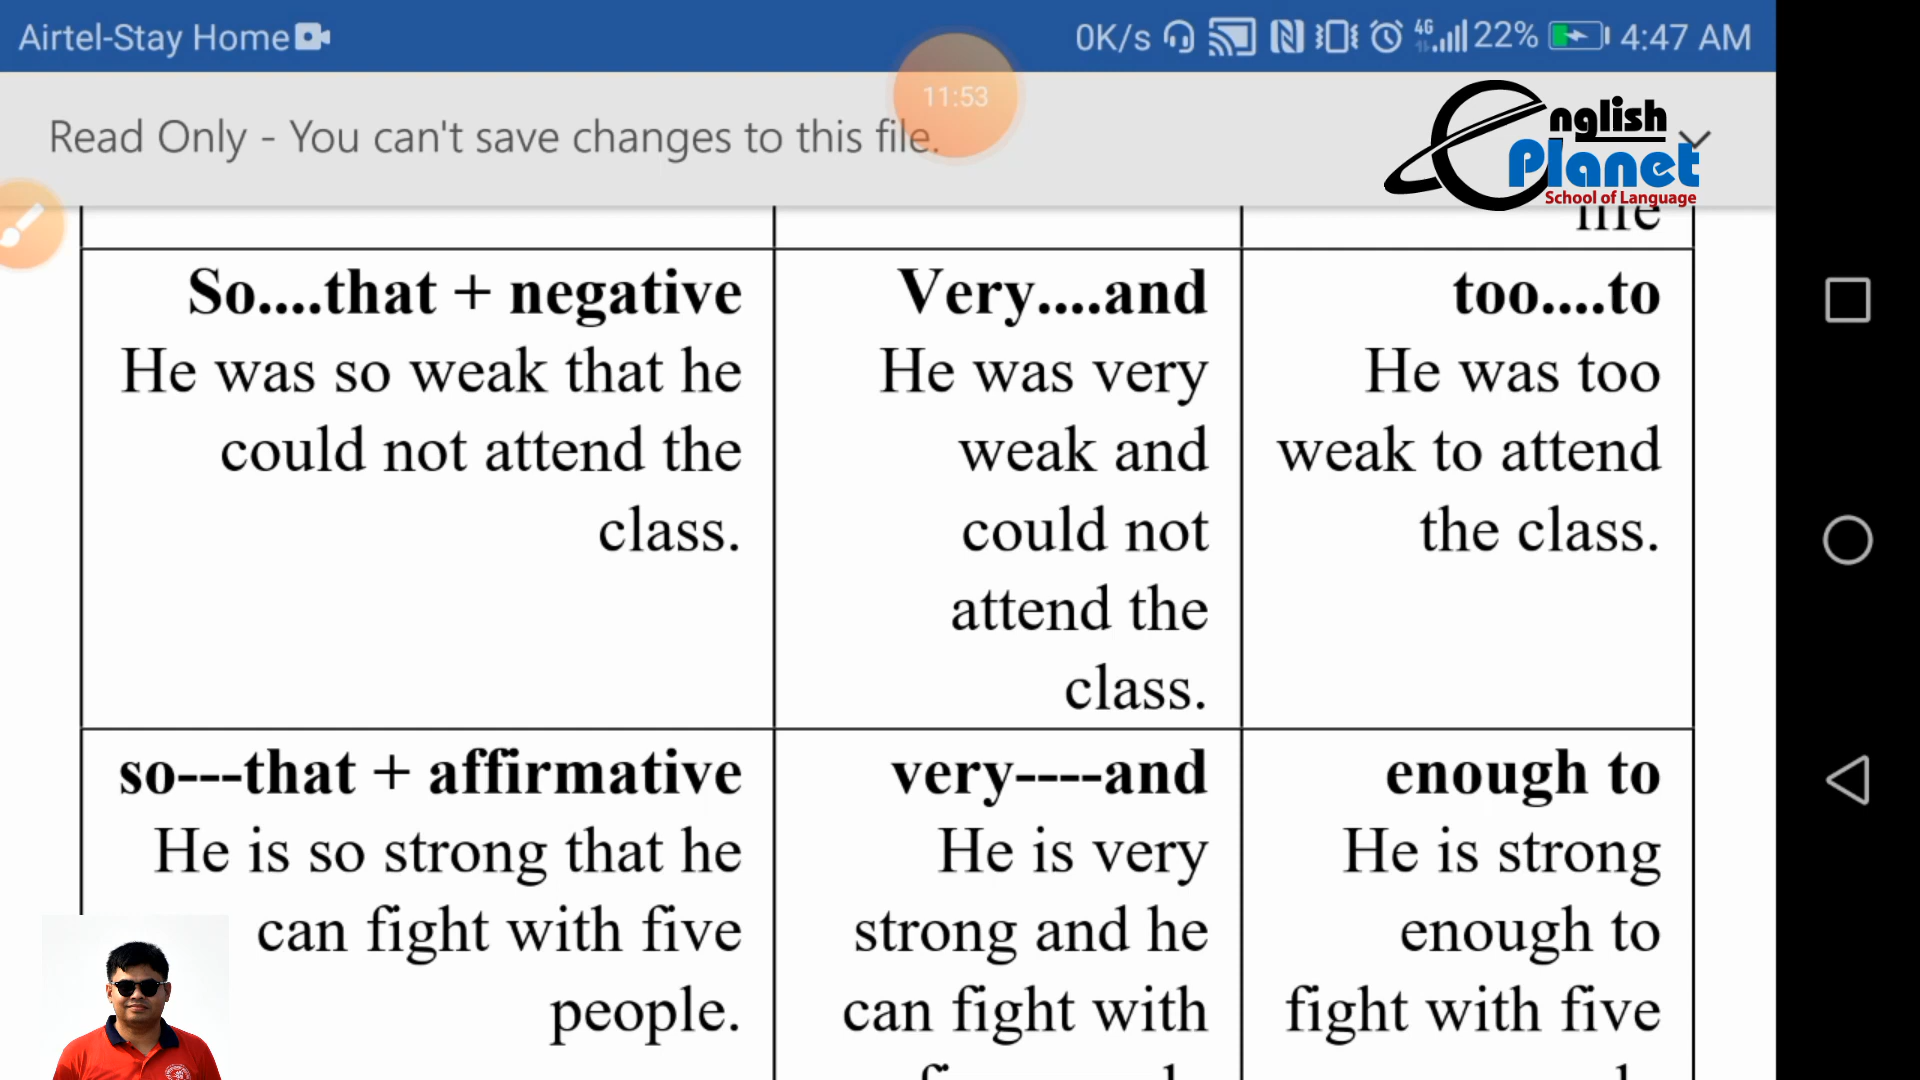 Airtel-Stay Home
0K/s 4G 22% 4:47 AM
11:53
Read Only - You can't save changes to this file.
English
Planet
School of Language
life
So....that + negative
He was so weak that he
could not attend the
class.
Very....and
He was very
weak and
could not
attend the
class.
too....to
He was too
weak to attend
the class.
so---that + affirmative
He is so strong that he
can fight with five
people.
very----and
He is very
strong and he
can fight with
enough to
He is strong
enough to
fight with five